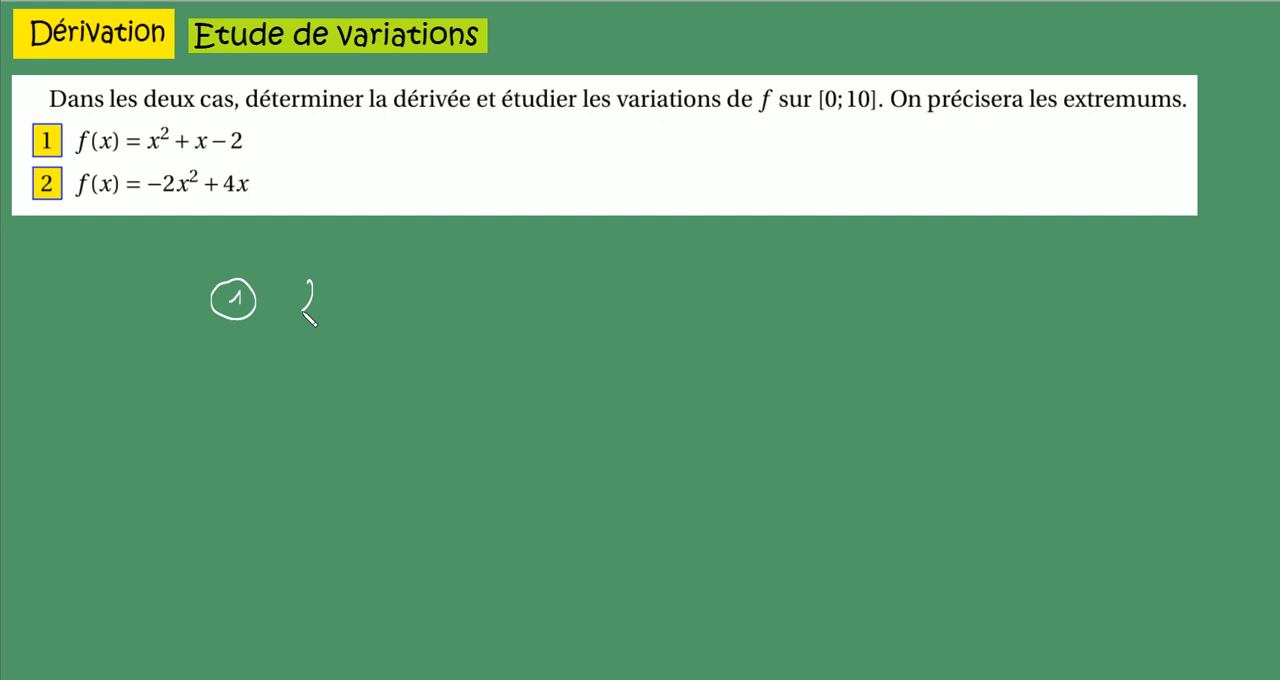 Dérivation Etude de variations
Dans les deux cas, déterminer la dérivée et étudier les variations de f sur [0;10]. On précisera les extremums.
1 f(x) = x² + x − 2
2 f(x) = −2x² + 4x
1